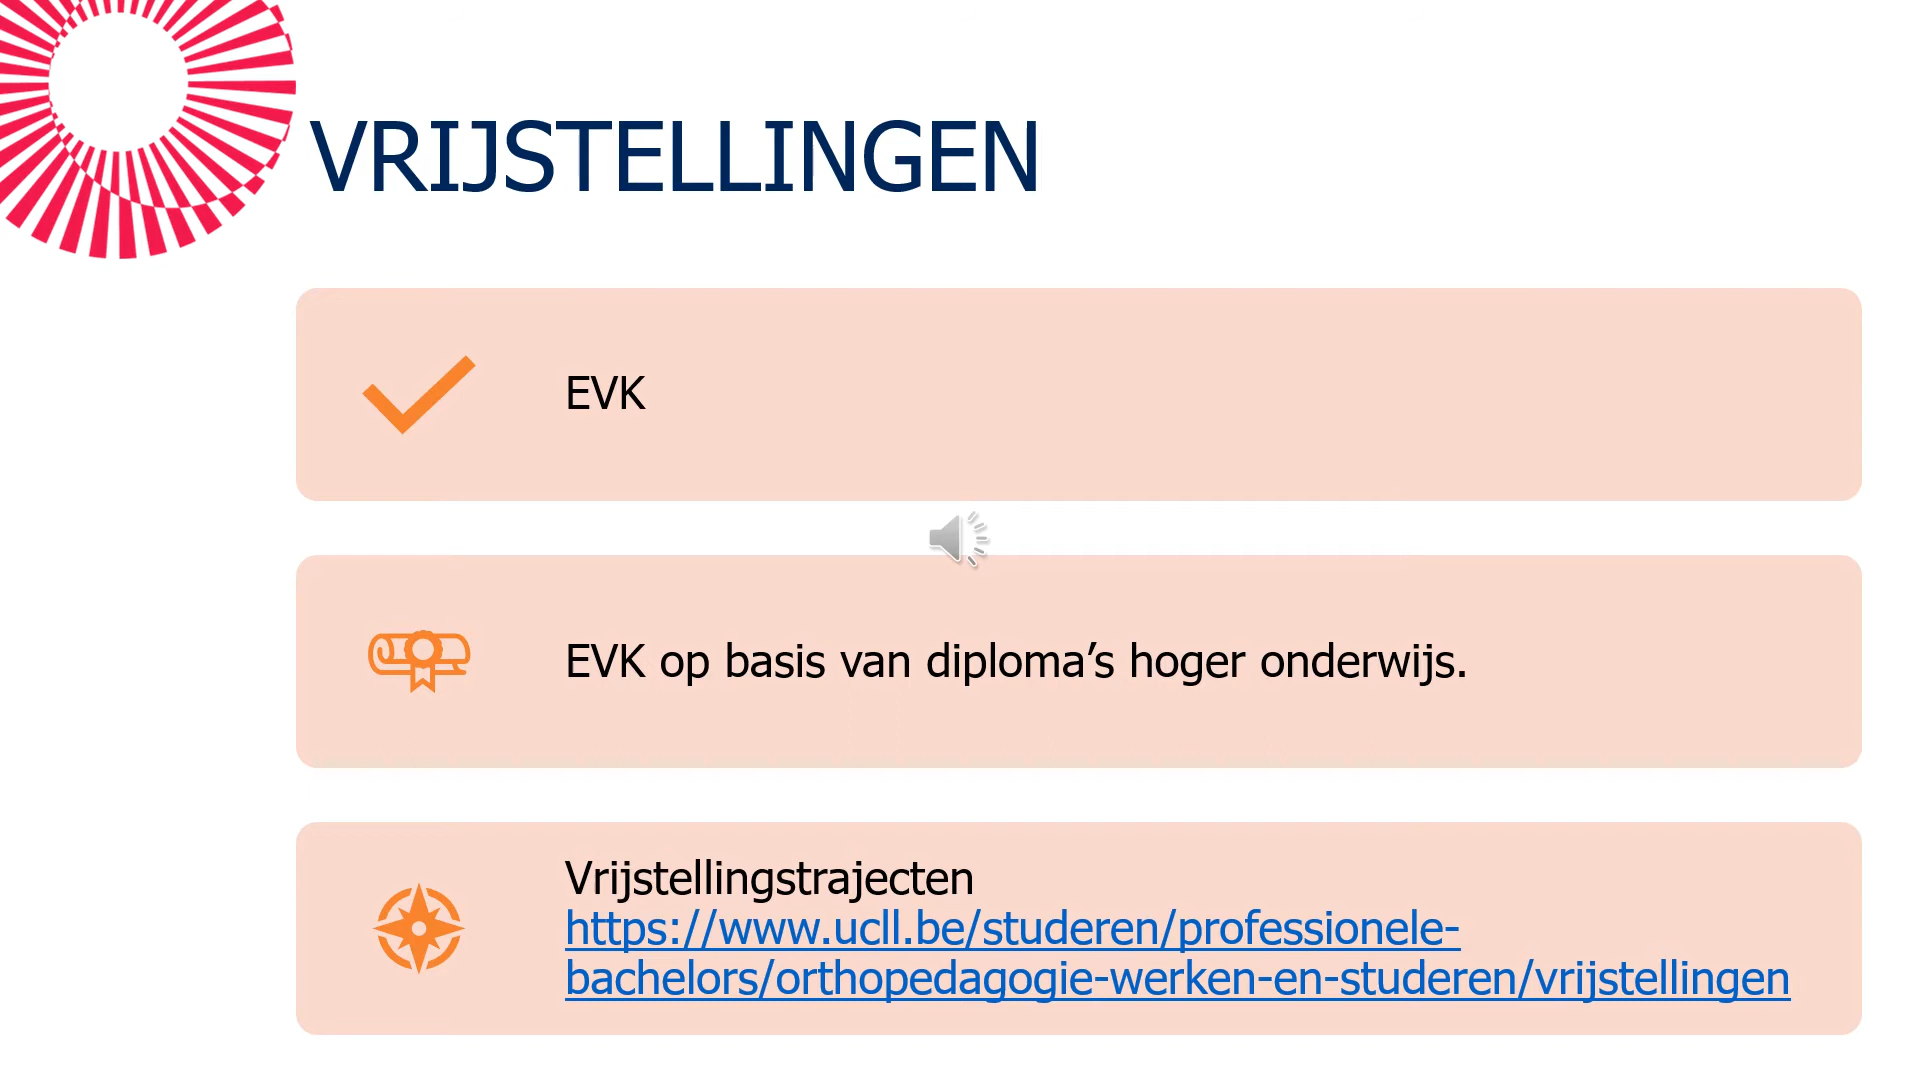 VRIJSTELLINGEN
EVK
EVK op basis van diploma’s hoger onderwijs.
Vrijstellingstrajecten
https://www.ucll.be/studeren/professionele-
bachelors/orthopedagogie-werken-en-studeren/vrijstellingen